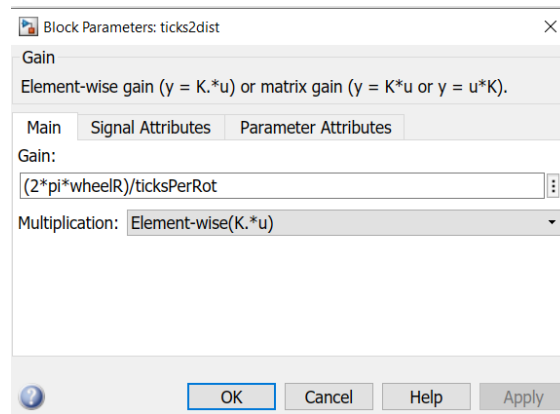 Block Parameters: ticks2dist
Gain
Element-wise gain (y = K.*u) or matrix gain (y = K*u or y = u*K).
Main Signal Attributes Parameter Attributes
Gain:
(2*pi*wheelR)/ticksPerRot
Multiplication: Element-wise(K.*u)
OK Cancel Help Apply